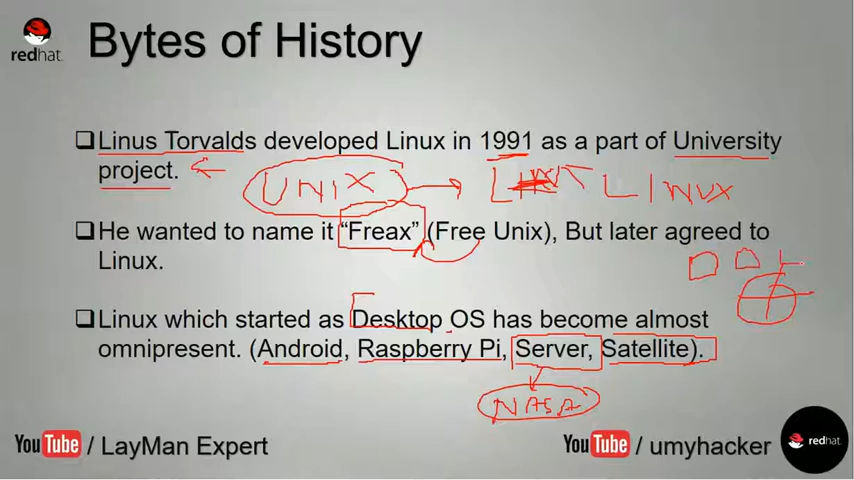 redhat.
Bytes of History
Linus Torvalds developed Linux in 1991 as a part of University
project.
UNIX LINUX
He wanted to name it “Freax” (Free Unix), But later agreed to
Linux.
Linux which started as Desktop OS has become almost
omnipresent. (Android, Raspberry Pi, Server, Satellite).
NASA
YouTube / LayMan Expert
YouTube / umyhacker
redhat